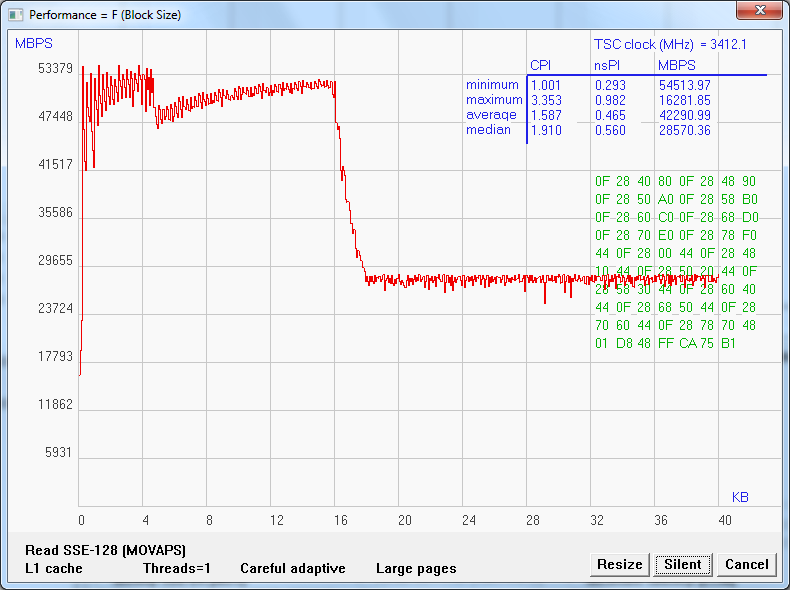 Performance = F (Block Size)
MBPS
TSC clock (MHz) = 3412.1
CPI nsPI MBPS
minimum 1.001 0.293 54513.97
maximum 3.353 0.982 16281.85
average 1.587 0.465 42290.99
median 1.910 0.560 28570.36
53379
47448
41517
35586
29655
23724
17793
11862
5931
0F 28 40 80 0F 28 48 90
0F 28 50 A0 0F 28 58 B0
0F 28 60 C0 0F 28 68 D0
0F 28 70 E0 0F 28 78 F0
44 0F 28 00 44 0F 28 48
10 44 0F 28 50 20 44 0F
28 58 30 44 0F 28 60 40
44 0F 28 68 50 44 0F 28
70 60 44 0F 28 78 70 48
01 D8 48 FF CA 75 B1
KB
0 4 8 12 16 20 24 28 32 36 40
Read SSE-128 (MOVAPS)
L1 cache Threads=1 Careful adaptive Large pages
Resize Silent Cancel